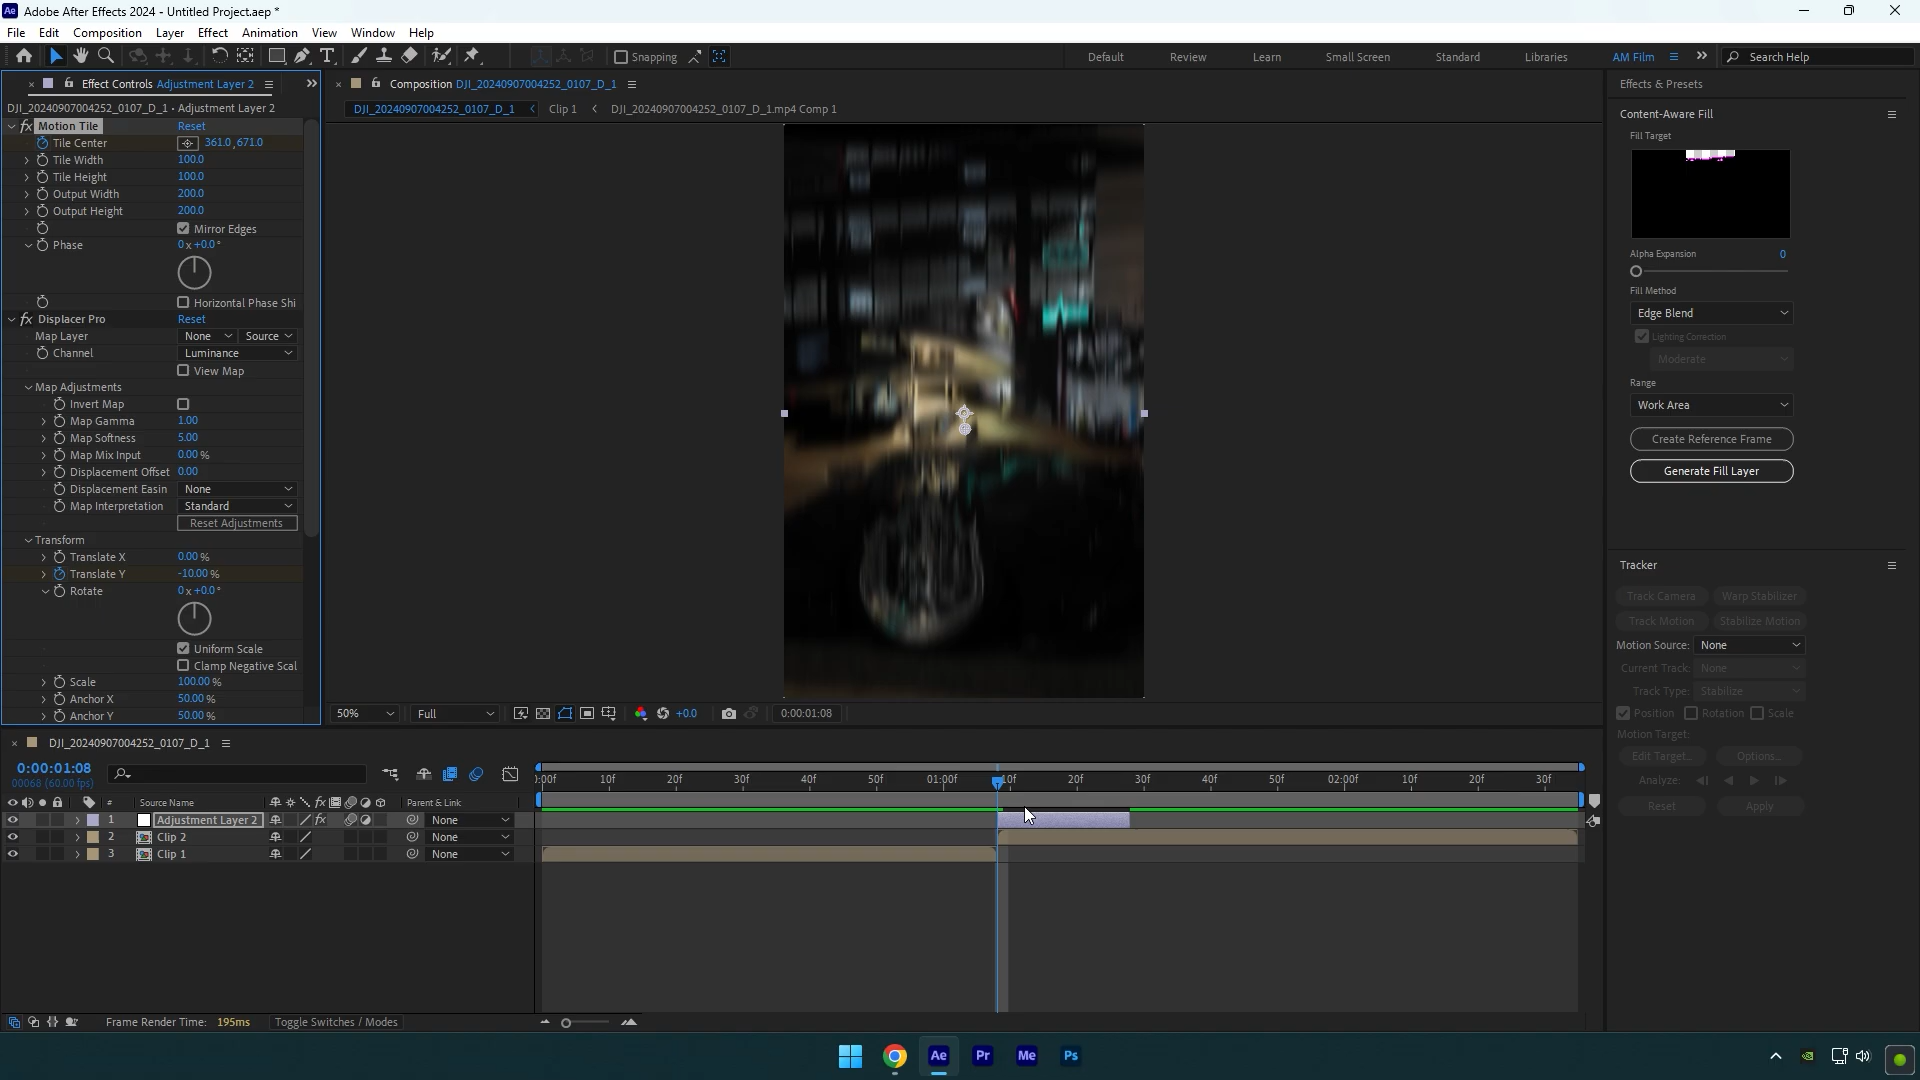 Adobe After Effects 2024 - Untitled Project.aep *
File Edit Composition Layer Effect Animation View Window Help
Snapping
Default Review Learn Small Screen Standard Libraries AM Film Search Help
Effect Controls Adjustment Layer 2
DJI_20240907004252_0107_D_1 • Adjustment Layer 2
Motion Tile Reset
Tile Center 361.0,671.0
Tile Width 100.0
Tile Height 100.0
Output Width 200.0
Output Height 200.0
Mirror Edges
Phase 0x+0.0°
Horizontal Phase Shi
Displacer Pro Reset
Map Layer None Source
Channel Luminance
View Map
Map Adjustments
Invert Map
Map Gamma 1.00
Map Softness 5.00
Map Mix Input 0.00 %
Displacement Offset 0.00
Displacement Easin None
Map Interpretation Standard
Reset Adjustments
Transform
Translate X 0.00 %
Translate Y -10.00 %
Rotate 0x+0.0°
Uniform Scale
Clamp Negative Scal
Scale 100.00 %
Anchor X 50.00 %
Anchor Y 50.00 %
Composition DJI_20240907004252_0107_D_1
DJI_20240907004252_0107_D_1 Clip 1 DJI_20240907004252_0107_D_1.mp4 Comp 1
50% Full +0.0 0:00:01:08
Effects & Presets
Content-Aware Fill
Fill Target
Alpha Expansion 0
Fill Method
Edge Blend
Lighting Correction
Moderate
Range
Work Area
Create Reference Frame
Generate Fill Layer
Tracker
Track Camera Warp Stabilizer
Track Motion Stabilize Motion
Motion Source: None
Current Track: None
Track Type: Stabilize
Position Rotation Scale
Motion Target:
Edit Target... Options...
Analyze:
Reset Apply
DJI_20240907004252_0107_D_1
0:00:01:08
00068 (60.00 fps)
):00f 10f 20f 30f 40f 50f 01:00f 10f 20f 30f 40f 50f 02:00f 10f 20f 30f
# Source Name Parent & Link
1 Adjustment Layer 2 None
2 Clip 2 None
3 Clip 1 None
Frame Render Time: 195ms Toggle Switches / Modes
Ae Pr Me Ps